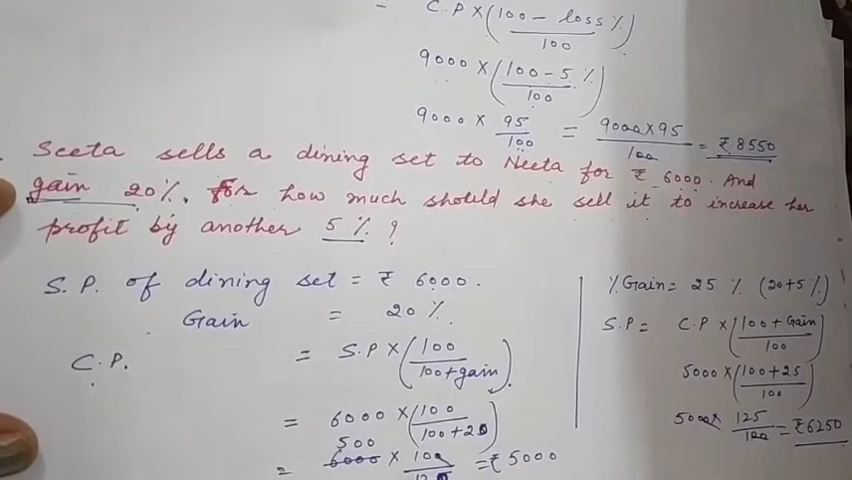 = C.P X (100 - loss % / 100)
9000 X (100 - 5 % / 100)
9000 X 95/100 = 9000X95/100 = ₹8550
Seeta sells a dining set to Neeta for ₹ 6000. And
gain 20%. For how much should she sell it to increase her
profit by another 5 % ?
S.P. of dining set = ₹ 6000.
Gain = 20 %.
C.P. = S.P X (100 / 100+gain)
= 6000 X (100 / 100+20)
500
= 6000 X 100/120 = ₹5000
% Gain = 25 % (20+5%)
S.P = C.P X (100+Gain / 100)
5000 X (100+25 / 100)
5000X 125/100 = ₹6250